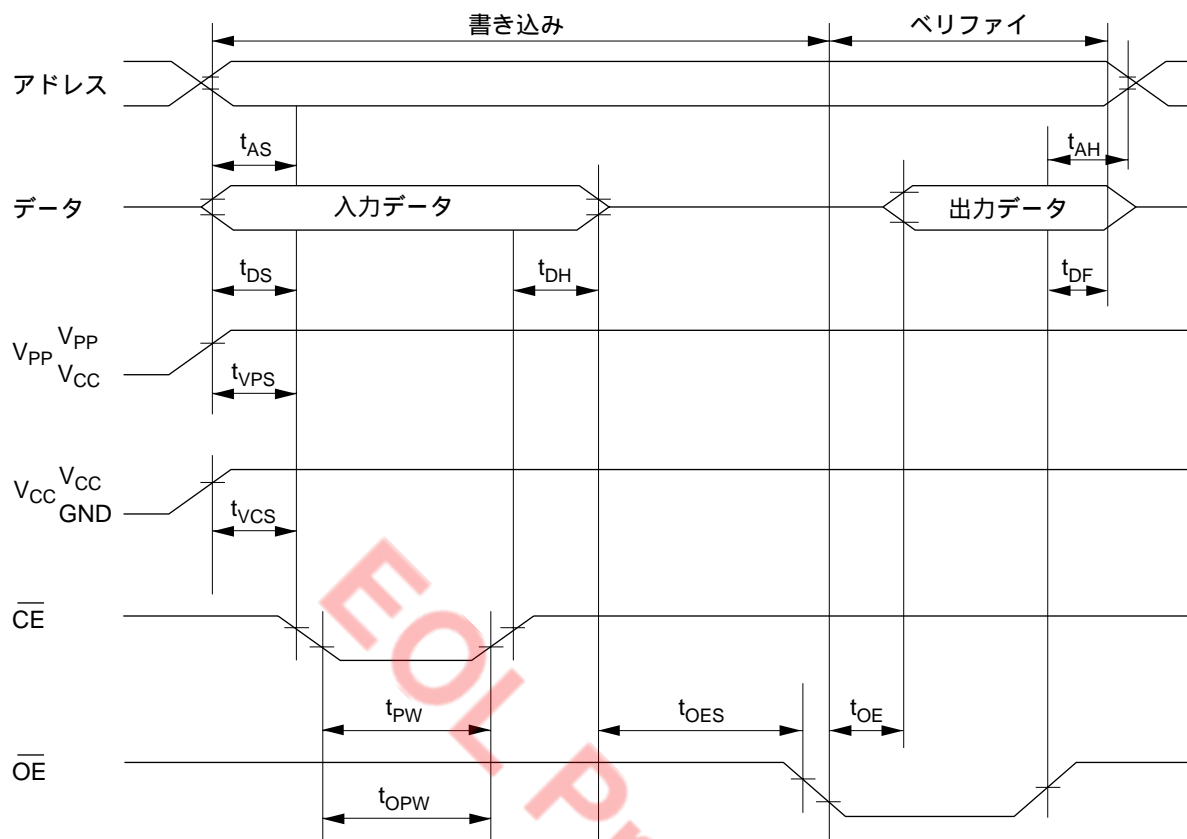 書き込み ベリファイ
アドレス
tAS tAH
データ 入力データ 出力データ
tDS tDH tDF
VPP VPP
VCC
tVPS
VCC VCC
GND
tVCS
CE
tPW tOES tOE
OE
tOPW
EOL Pr